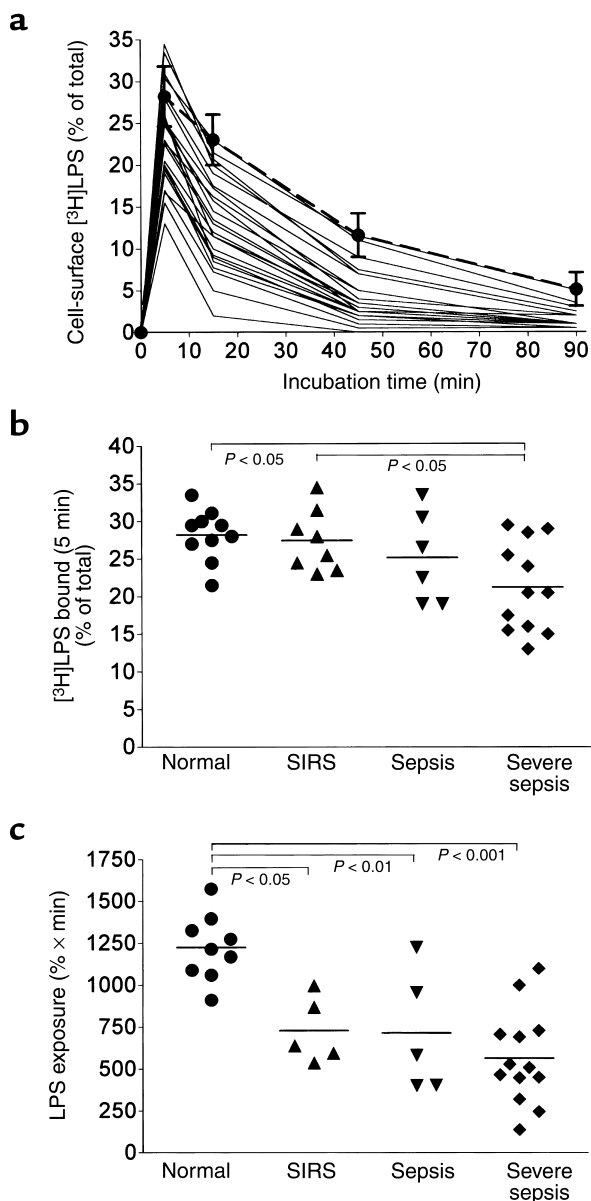 a
Cell-surface [³H]LPS (% of total)
35
30
25
20
15
10
5
0
0 10 20 30 40 50 60 70 80 90
Incubation time (min)
b
[³H]LPS bound (5 min)
(% of total)
40
35
30
25
20
15
10
5
0
P < 0.05
P < 0.05
Normal SIRS Sepsis Severe
sepsis
c
LPS exposure (% × min)
1750
1500
1250
1000
750
500
250
0
P < 0.001
P < 0.01
P < 0.05
Normal SIRS Sepsis Severe
sepsis